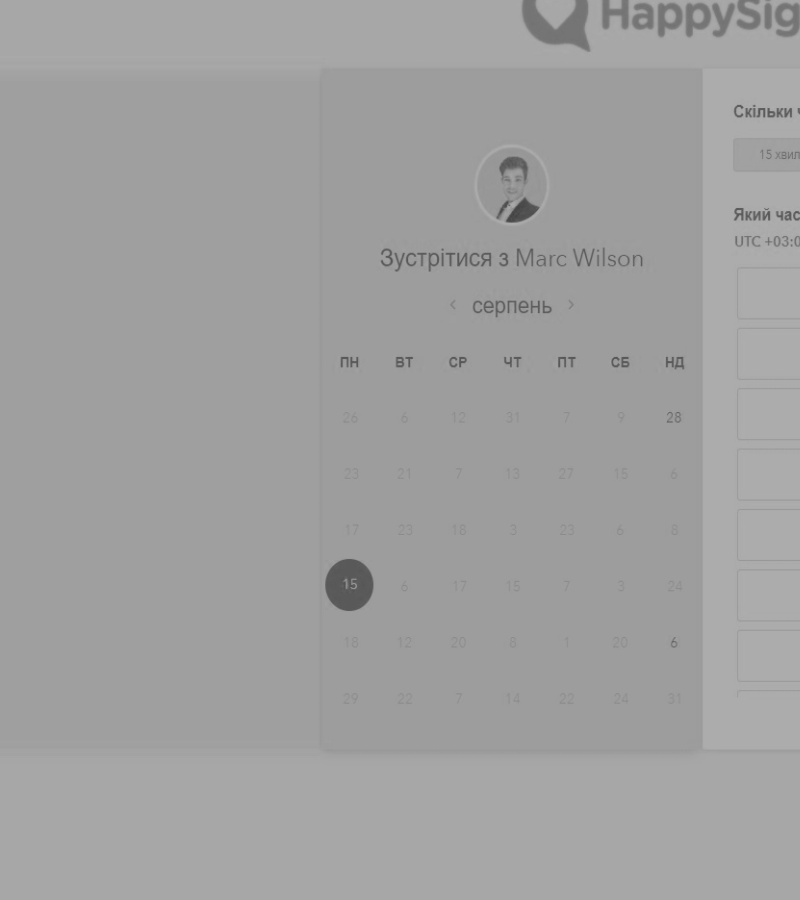 HappySig
Зустрітися з Marc Wilson
‹ серпень ›
ПН ВТ СР ЧТ ПТ СБ НД
26 6 12 31 7 9 28
23 21 7 13 27 15 6
17 23 18 3 23 6 8
15 6 17 15 7 3 24
18 12 20 8 1 20 6
29 22 7 14 22 24 31
Скільки ч
15 хвил
Який час
UTC +03:0